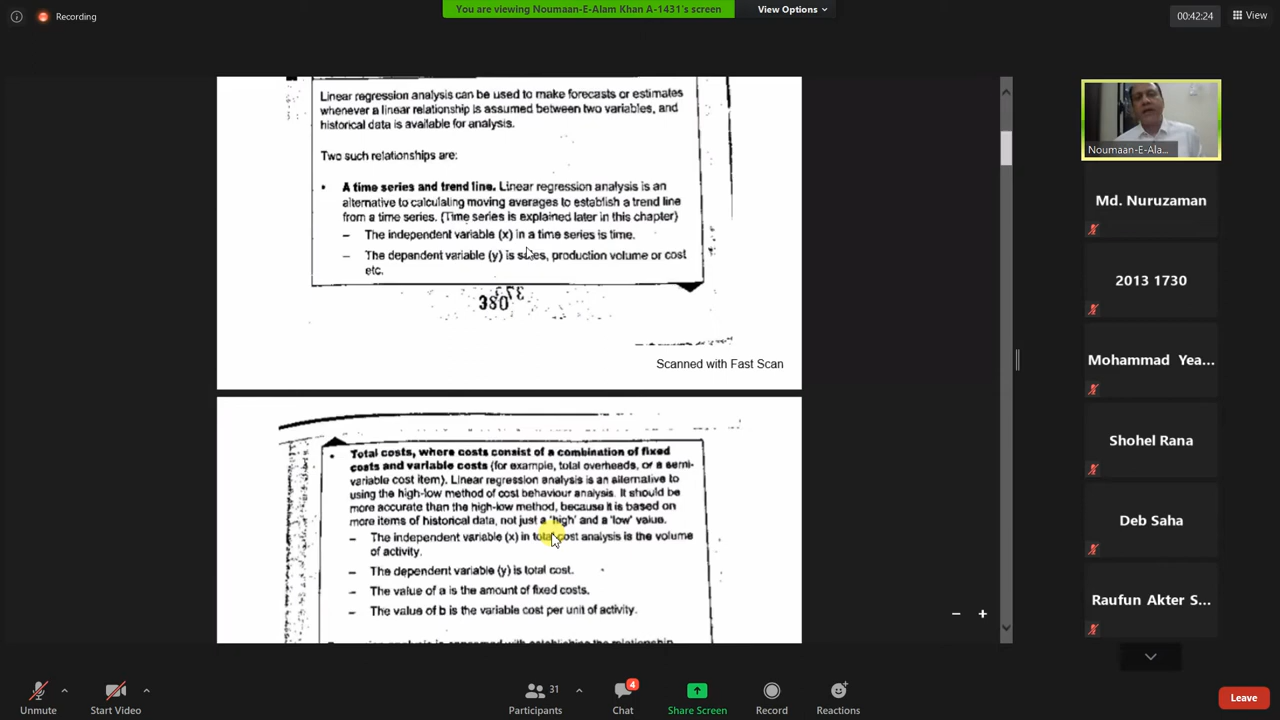 Recording
You are viewing Noumaan-E-Alam Khan A-1431's screen
View Options
00:42:24
View
Linear regression analysis can be used to make forecasts or estimates
whenever a linear relationship is assumed between two variables, and
historical data is available for analysis.
Two such relationships are:
• A time series and trend line. Linear regression analysis is an
alternative to calculating moving averages to establish a trend line
from a time series. (Time series is explained later in this chapter)
– The independent variable (x) in a time series is time.
– The dependent variable (y) is sales, production volume or cost
etc.
380
Scanned with Fast Scan
• Total costs, where costs consist of a combination of fixed
costs and variable costs (for example, total overheads, or a semi-
variable cost item). Linear regression analysis is an alternative to
using the high-low method of cost behaviour analysis. It should be
more accurate than the high-low method, because it is based on
more items of historical data, not just a 'high' and a 'low' value.
– The independent variable (x) in total cost analysis is the volume
of activity.
– The dependent variable (y) is total cost.
– The value of a is the amount of fixed costs.
– The value of b is the variable cost per unit of activity.
analysis is concerned with establishing the relationship
Noumaan-E-Ala...
Md. Nuruzaman
2013 1730
Mohammad Yea...
Shohel Rana
Deb Saha
Raufun Akter S...
Unmute
Start Video
31
Participants
4
Chat
Share Screen
Record
Reactions
Leave